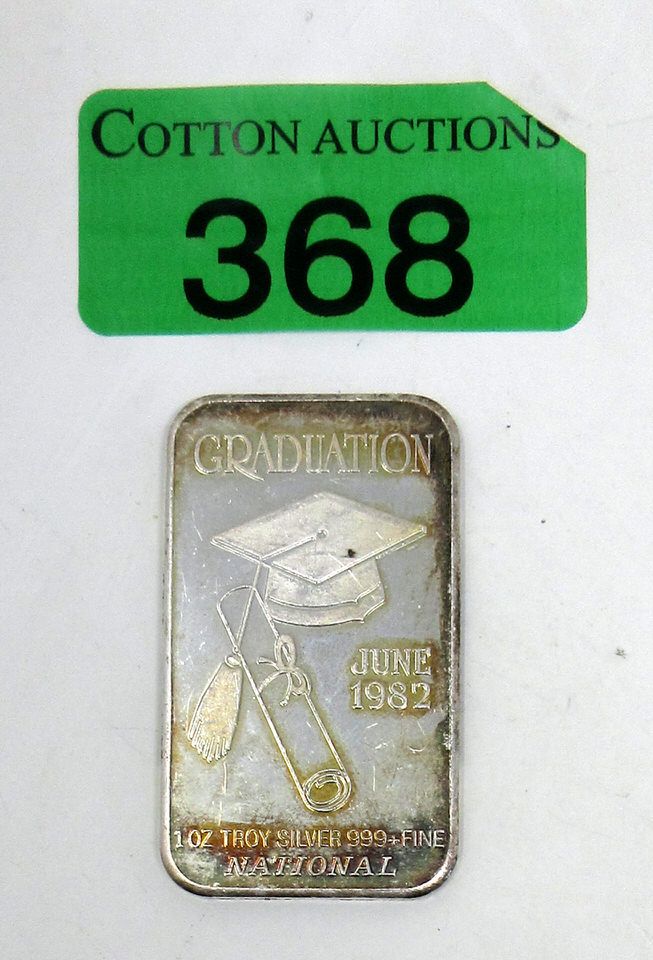 COTTON AUCTIONS
368
GRADUATION
JUNE
1982
1 OZ TROY SILVER 999+FINE
NATIONAL